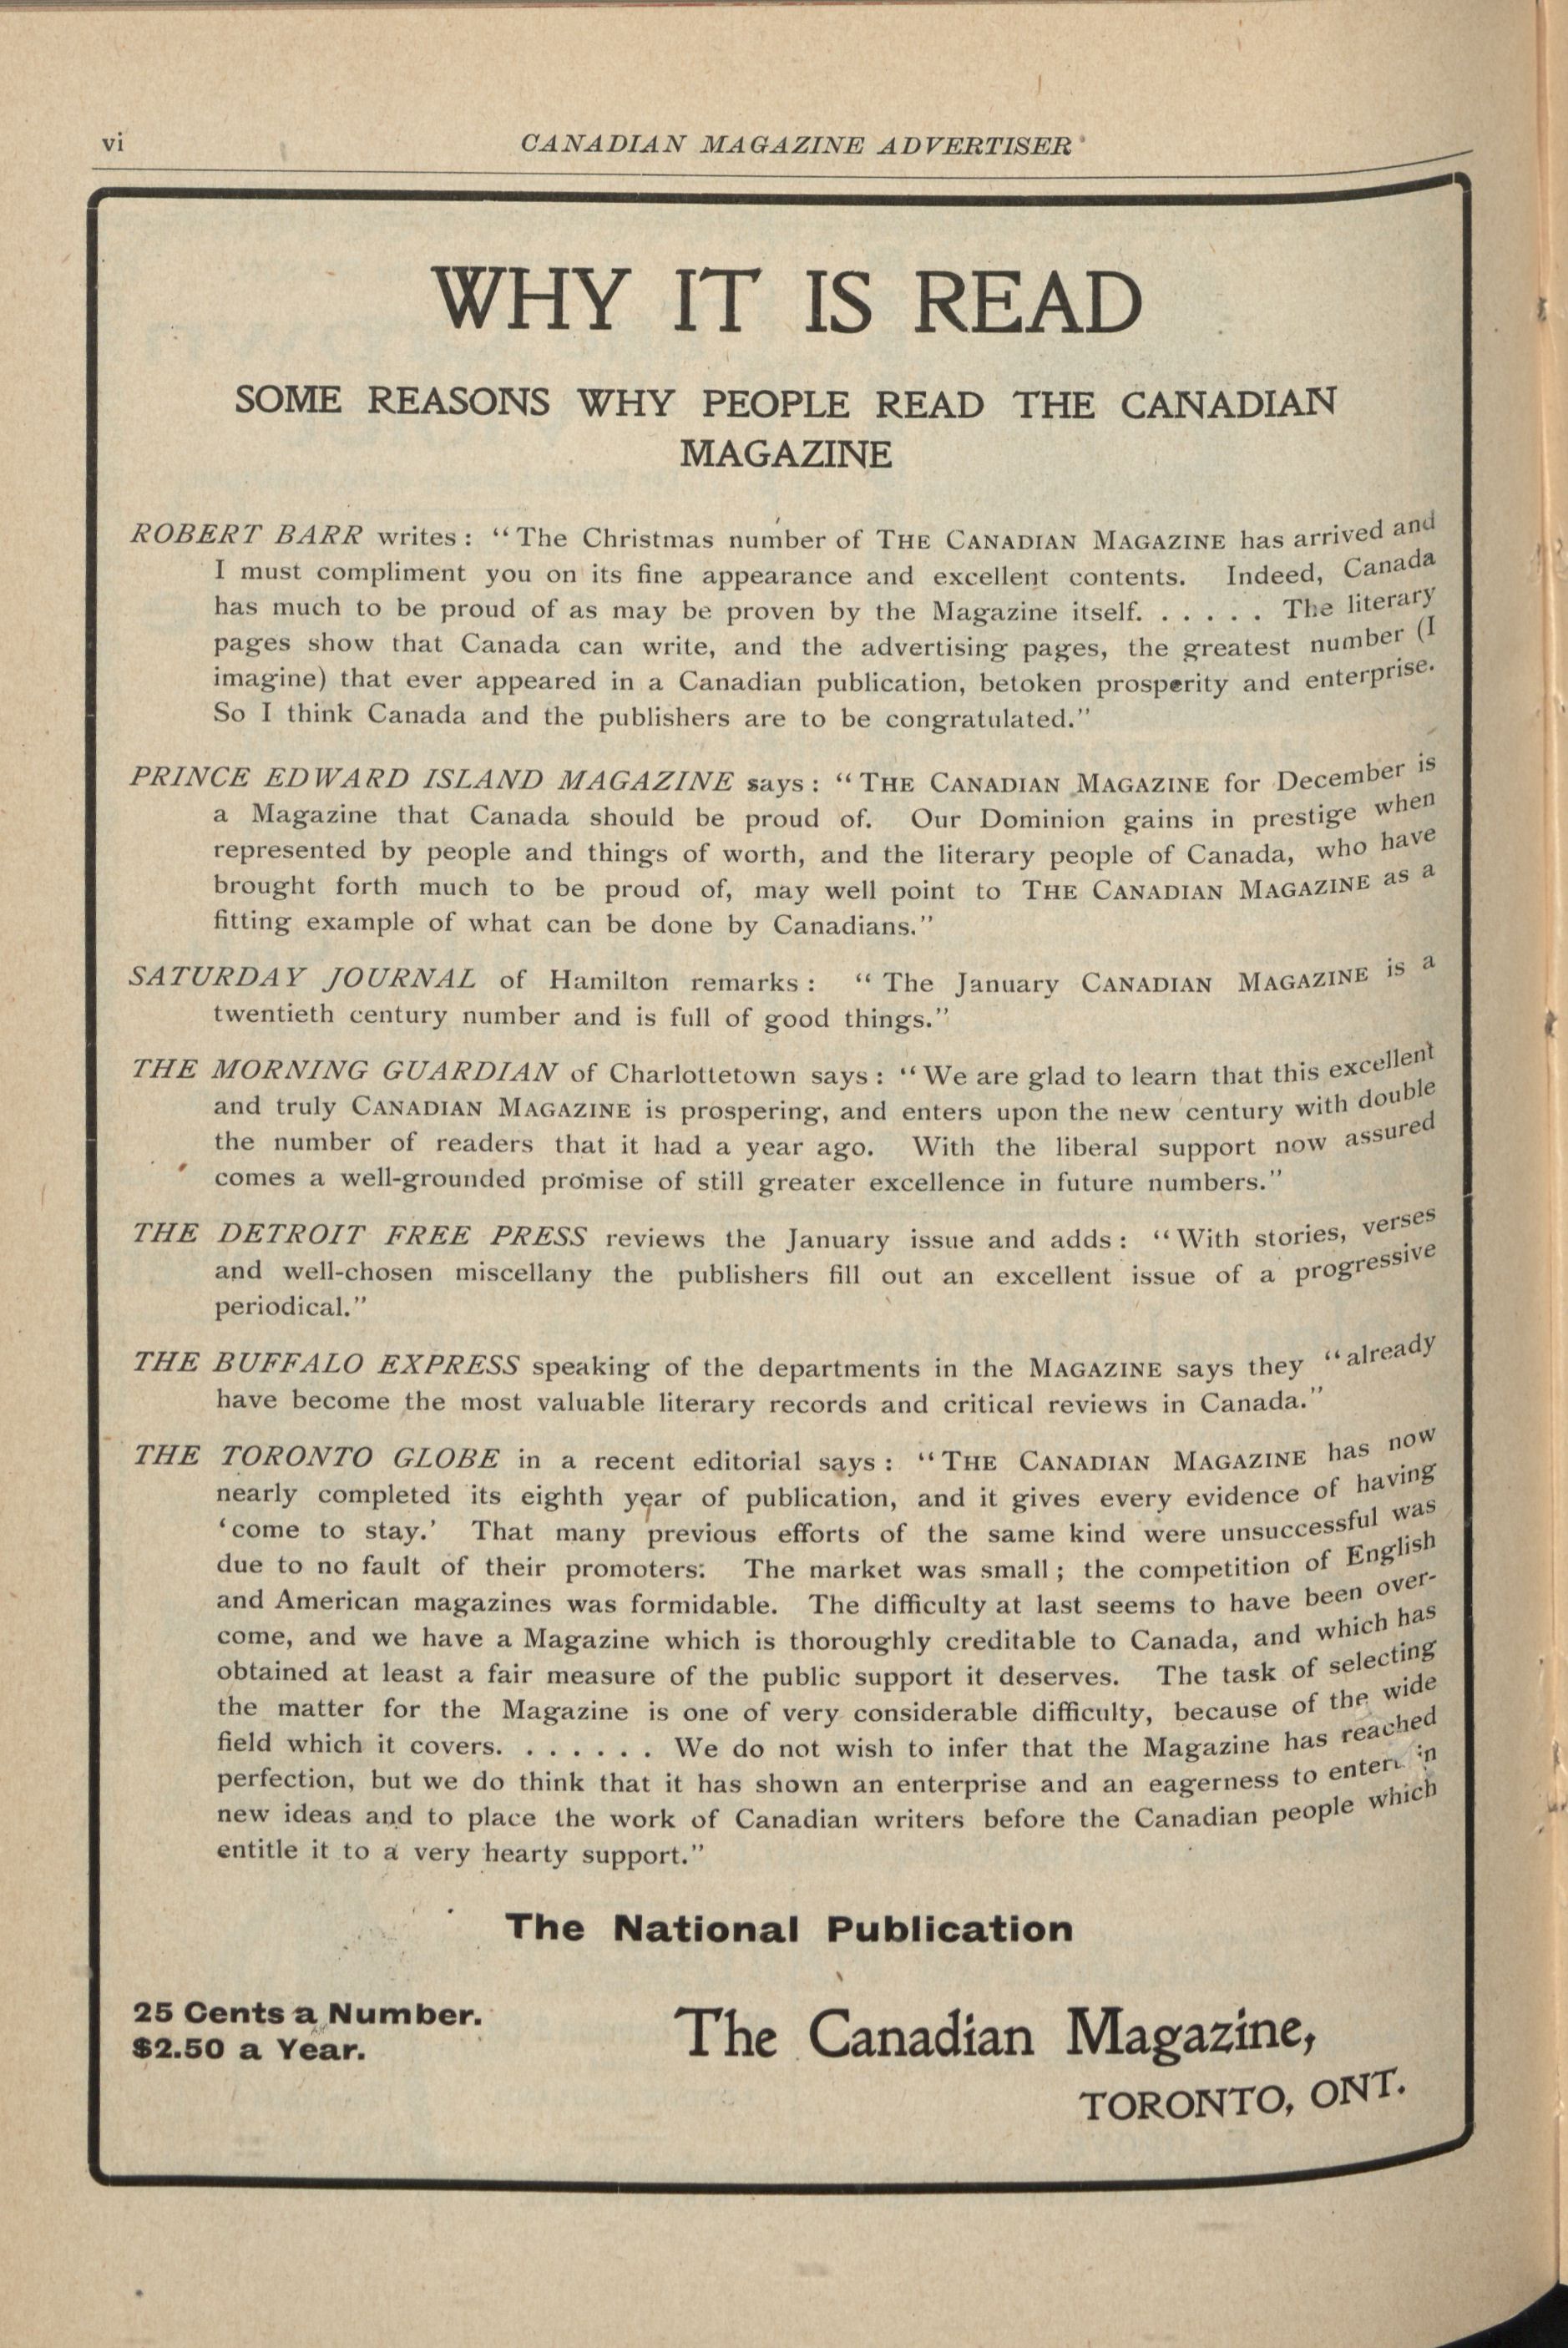 vi
CANADIAN MAGAZINE ADVERTISER
WHY IT IS READ
SOME REASONS WHY PEOPLE READ THE CANADIAN
MAGAZINE
ROBERT BARR writes: “The Christmas number of THE CANADIAN MAGAZINE has arrived and
I must compliment you on its fine appearance and excellent contents. Indeed, Canada
has much to be proud of as may be proven by the Magazine itself. . . . . . The literary
pages show that Canada can write, and the advertising pages, the greatest number (I
imagine) that ever appeared in a Canadian publication, betoken prosperity and enterprise.
So I think Canada and the publishers are to be congratulated.”
PRINCE EDWARD ISLAND MAGAZINE says: “THE CANADIAN MAGAZINE for December is
a Magazine that Canada should be proud of. Our Dominion gains in prestige when
represented by people and things of worth, and the literary people of Canada, who have
brought forth much to be proud of, may well point to THE CANADIAN MAGAZINE as a
fitting example of what can be done by Canadians.”
SATURDAY JOURNAL of Hamilton remarks: “The January CANADIAN MAGAZINE is a
twentieth century number and is full of good things.”
THE MORNING GUARDIAN of Charlottetown says: “We are glad to learn that this excellent
and truly CANADIAN MAGAZINE is prospering, and enters upon the new century with double
the number of readers that it had a year ago. With the liberal support now assured
comes a well-grounded promise of still greater excellence in future numbers.”
THE DETROIT FREE PRESS reviews the January issue and adds: “With stories, verses
and well-chosen miscellany the publishers fill out an excellent issue of a progressive
periodical.”
THE BUFFALO EXPRESS speaking of the departments in the MAGAZINE says they “already
have become the most valuable literary records and critical reviews in Canada.”
THE TORONTO GLOBE in a recent editorial says: “THE CANADIAN MAGAZINE has now
nearly completed its eighth year of publication, and it gives every evidence of having
‘come to stay.’ That many previous efforts of the same kind were unsuccessful was
due to no fault of their promoters. The market was small; the competition of English
and American magazines was formidable. The difficulty at last seems to have been over-
come, and we have a Magazine which is thoroughly creditable to Canada, and which has
obtained at least a fair measure of the public support it deserves. The task of selecting
the matter for the Magazine is one of very considerable difficulty, because of the wide
field which it covers. . . . . . . We do not wish to infer that the Magazine has reached
perfection, but we do think that it has shown an enterprise and an eagerness to
new ideas and to place the work of Canadian writers before the Canadian people which
entitle it to a very hearty support.”
The National Publication
25 Cents a Number.
$2.50 a Year.
The Canadian Magazine,
TORONTO, ONT.